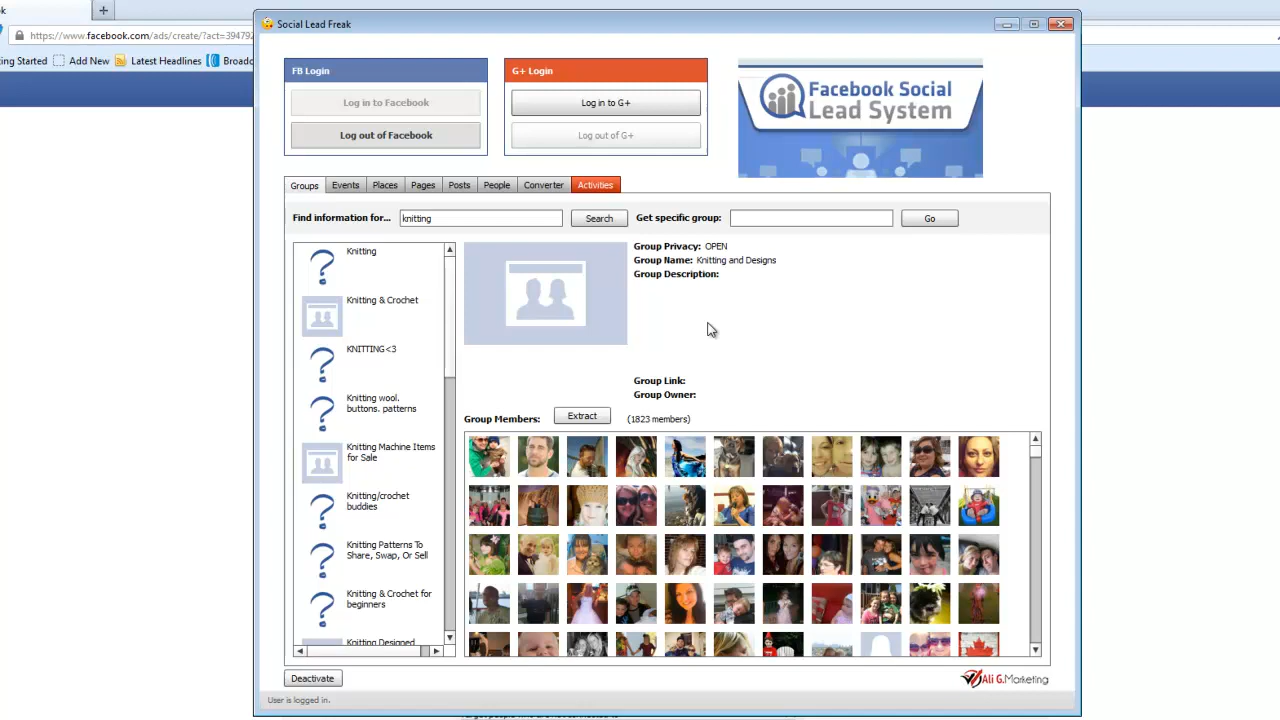 k
+
https://www.facebook.com/ads/create/?act=394792
ing Started
Add New
Latest Headlines
Broadc
Social Lead Freak
FB Login
Log in to Facebook
Log out of Facebook
G+ Login
Log in to G+
Log out of G+
Facebook Social
Lead System
Groups
Events
Places
Pages
Posts
People
Converter
Activities
Find information for...
knitting
Search
Get specific group:
Go
Knitting
Knitting & Crochet
KNITTING<3
Knitting wool.
buttons. patterns
Knitting Machine Items
for Sale
Knitting/crochet
buddies
Knitting Patterns To
Share, Swap, Or Sell
Knitting & Crochet for
beginners
Knitting Designed
Group Privacy: OPEN
Group Name: Knitting and Designs
Group Description:
Group Link:
Group Owner:
Group Members:
Extract
(1823 members)
Deactivate
Ali G.Marketing
User is logged in.